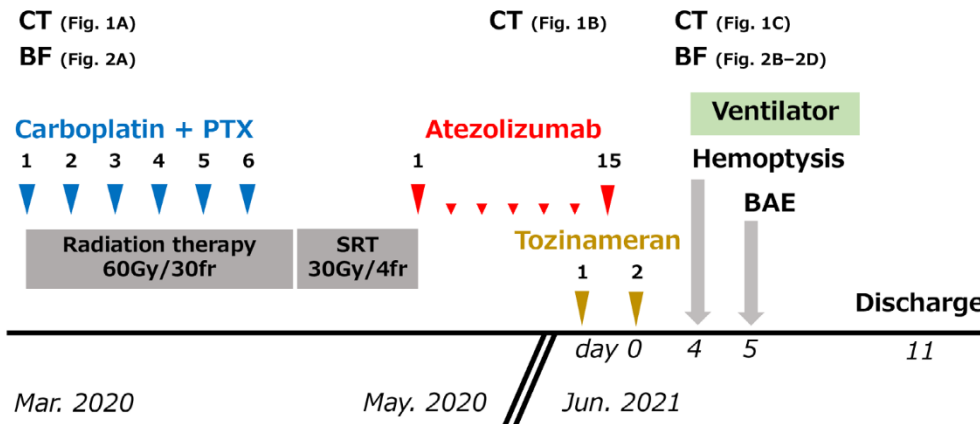 CT (Fig. 1A)
BF (Fig. 2A)
CT (Fig. 1B)
CT (Fig. 1C)
BF (Fig. 2B–2D)
Ventilator
Carboplatin + PTX
1 2 3 4 5 6
Atezolizumab
1 15
Hemoptysis
BAE
Radiation therapy
60Gy/30fr
SRT
30Gy/4fr
Tozinameran
1 2
Discharge
day 0 4 5 11
Mar. 2020 May. 2020 Jun. 2021